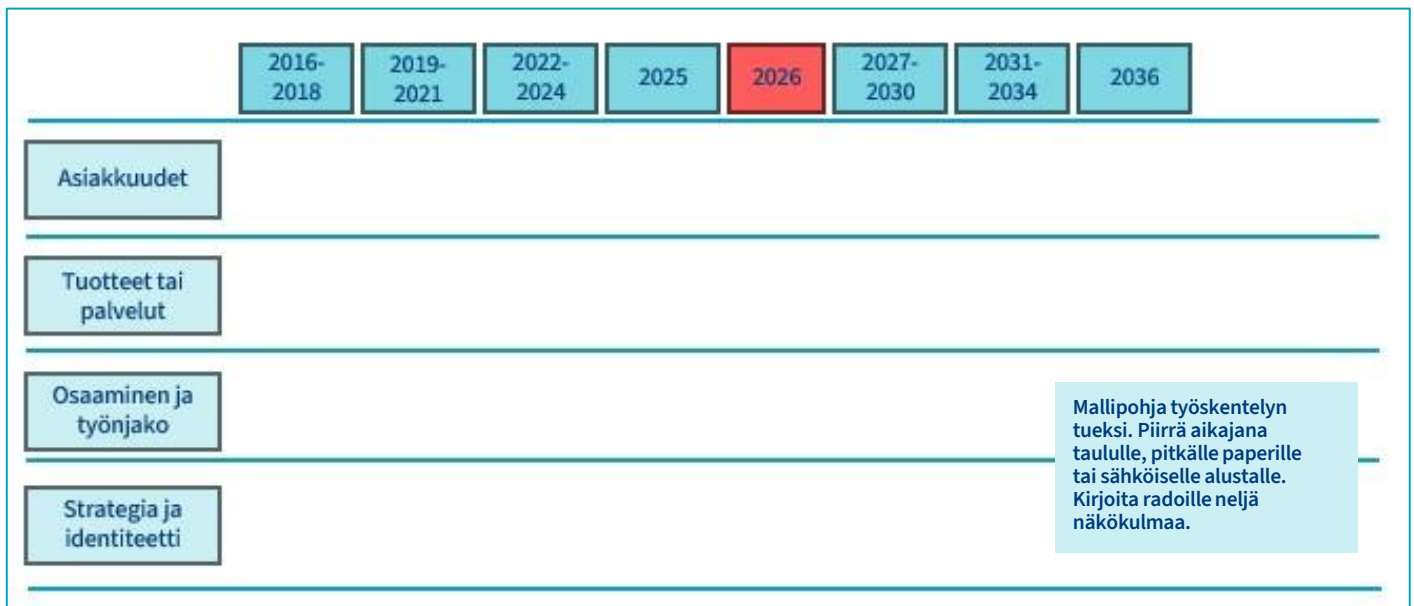 2016-
2018
2019-
2021
2022-
2024
2025
2026
2027-
2030
2031-
2034
2036
Asiakkuudet
Tuotteet tai
palvelut
Osaaminen ja
työnjako
Strategia ja
identiteetti
Mallipohja työskentelyn
tueksi. Piirrä aikajana
taululle, pitkälle paperille
tai sähköiselle alustalle.
Kirjoita radoille neljä
näkökulmaa.